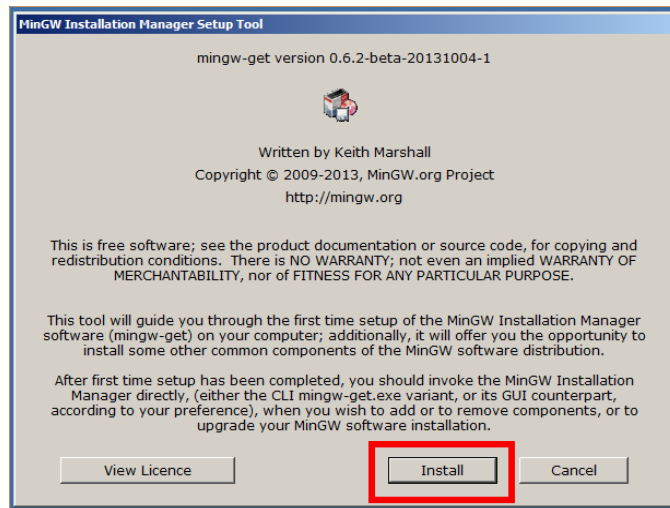 MinGW Installation Manager Setup Tool
mingw-get version 0.6.2-beta-20131004-1
Written by Keith Marshall
Copyright © 2009-2013, MinGW.org Project
http://mingw.org
This is free software; see the product documentation or source code, for copying and
redistribution conditions.  There is NO WARRANTY; not even an implied WARRANTY OF
MERCHANTABILITY, nor of FITNESS FOR ANY PARTICULAR PURPOSE.
This tool will guide you through the first time setup of the MinGW Installation Manager
software (mingw-get) on your computer; additionally, it will offer you the opportunity to
install some other common components of the MinGW software distribution.
After first time setup has been completed, you should invoke the MinGW Installation
Manager directly, (either the CLI mingw-get.exe variant, or its GUI counterpart,
according to your preference), when you wish to add or to remove components, or to
upgrade your MinGW software installation.
View Licence
Install
Cancel